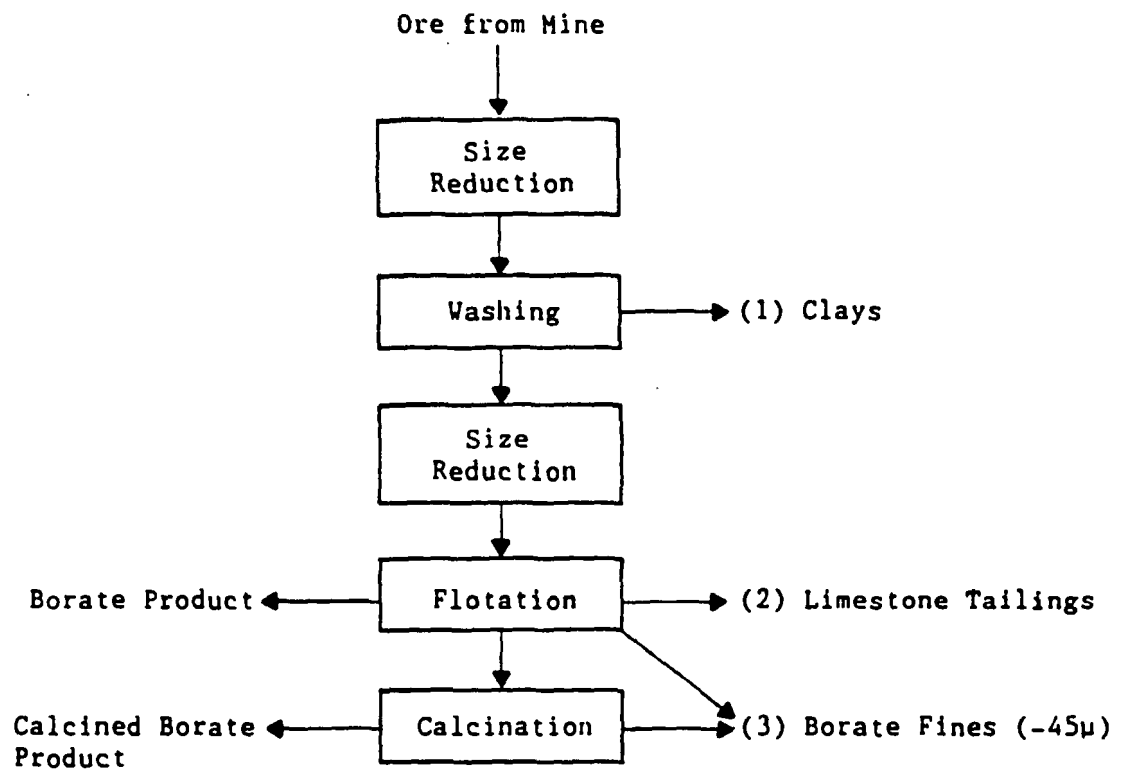 Ore from Mine
Size
Reduction
Washing
(1) Clays
Size
Reduction
Borate Product
Flotation
(2) Limestone Tailings
Calcined Borate
Product
Calcination
(3) Borate Fines (-45μ)